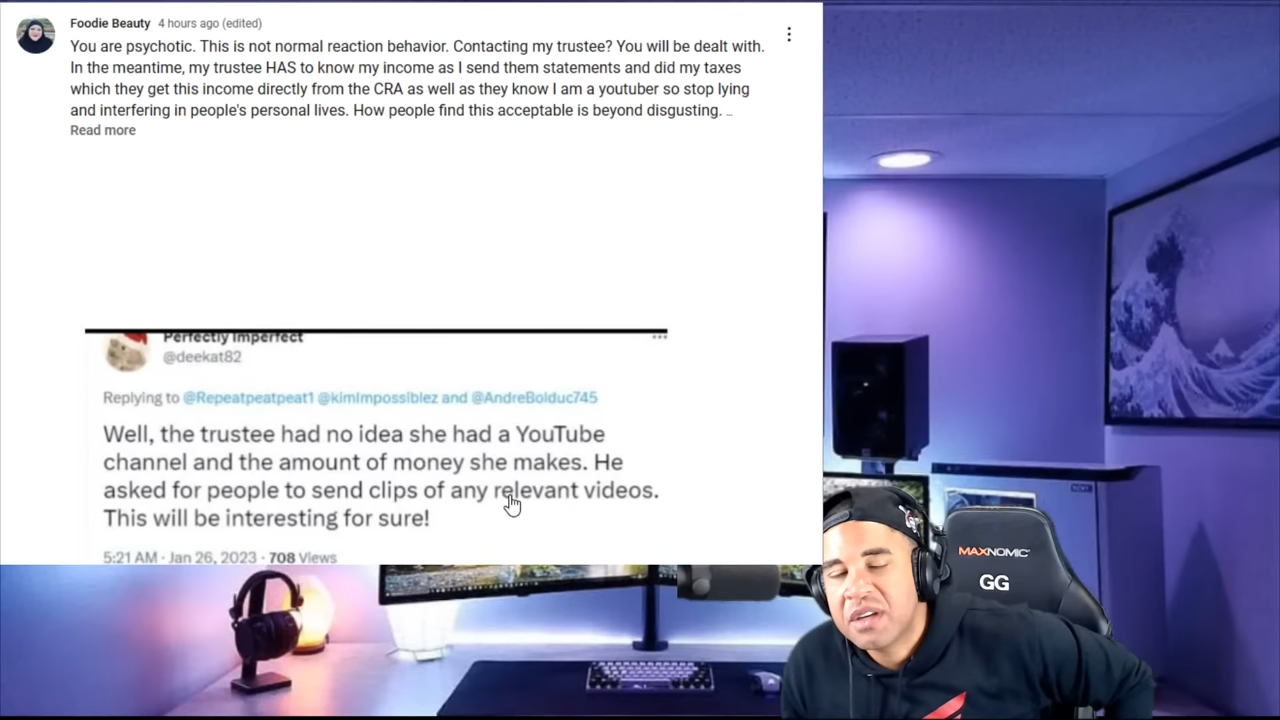 Foodie Beauty 4 hours ago (edited)
You are psychotic. This is not normal reaction behavior. Contacting my trustee? You will be dealt with.
In the meantime, my trustee HAS to know my income as I send them statements and did my taxes
which they get this income directly from the CRA as well as they know I am a youtuber so stop lying
and interfering in people's personal lives. How people find this acceptable is beyond disgusting. ...
Read more
Perfectly Imperfect
@deekat82
Replying to @Repeatpeatpeat1 @kimImpossiblez and @AndreBolduc745
Well, the trustee had no idea she had a YouTube
channel and the amount of money she makes. He
asked for people to send clips of any relevant videos.
This will be interesting for sure!
5:21 AM · Jan 26, 2023 · 708 Views
MAXNOMIC
GG